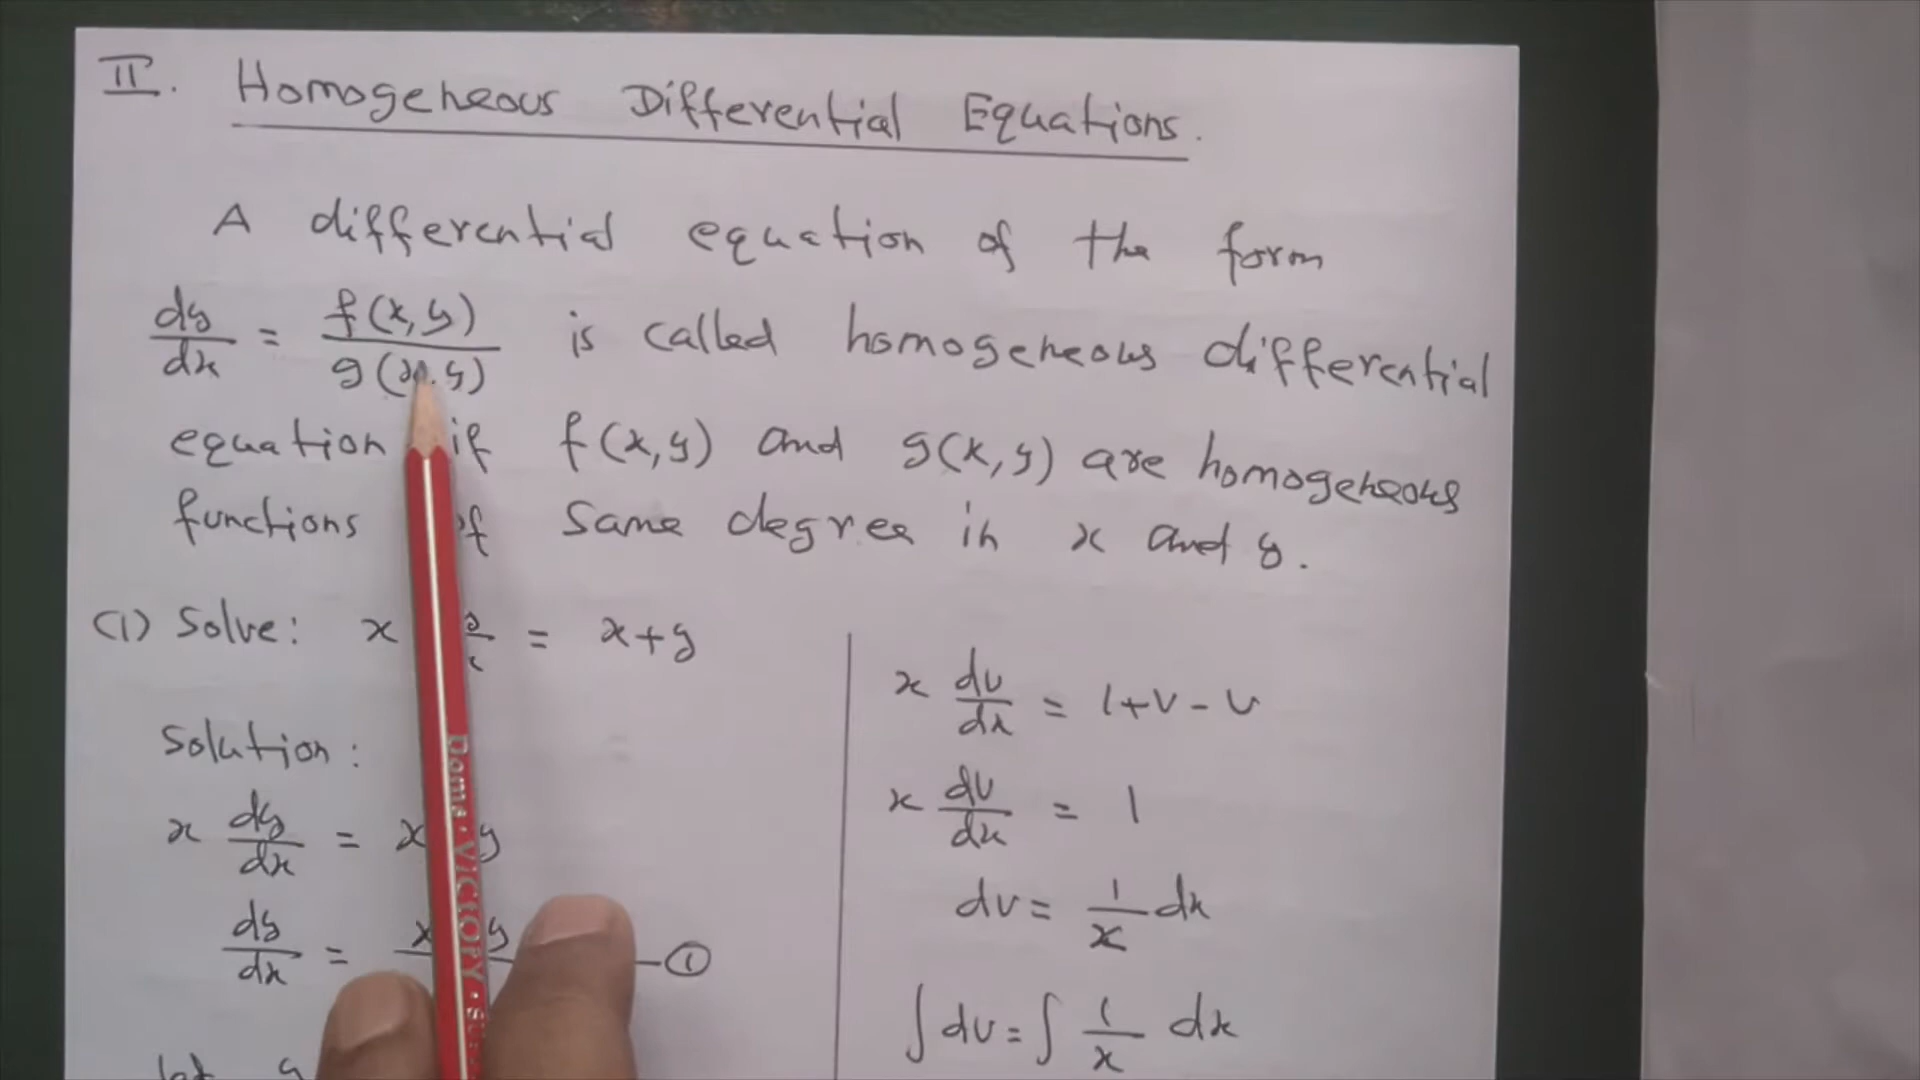 II. Homogeneous Differential Equations.
A differential equation of the form
dy/dx = f(x,y)/g(x,y) is called homogeneous differential
equation if f(x,y) and g(x,y) are homogeneous
functions of same degree in x and y.
(1) Solve: x = x+y
Solution:
x dy/dx = x y
dy/dx = x y —①
let y
x du/dx = 1+v-v
x dv/dx = 1
dv = 1/x dx
∫dv = ∫ 1/x dx
Doms · VICTORY ·